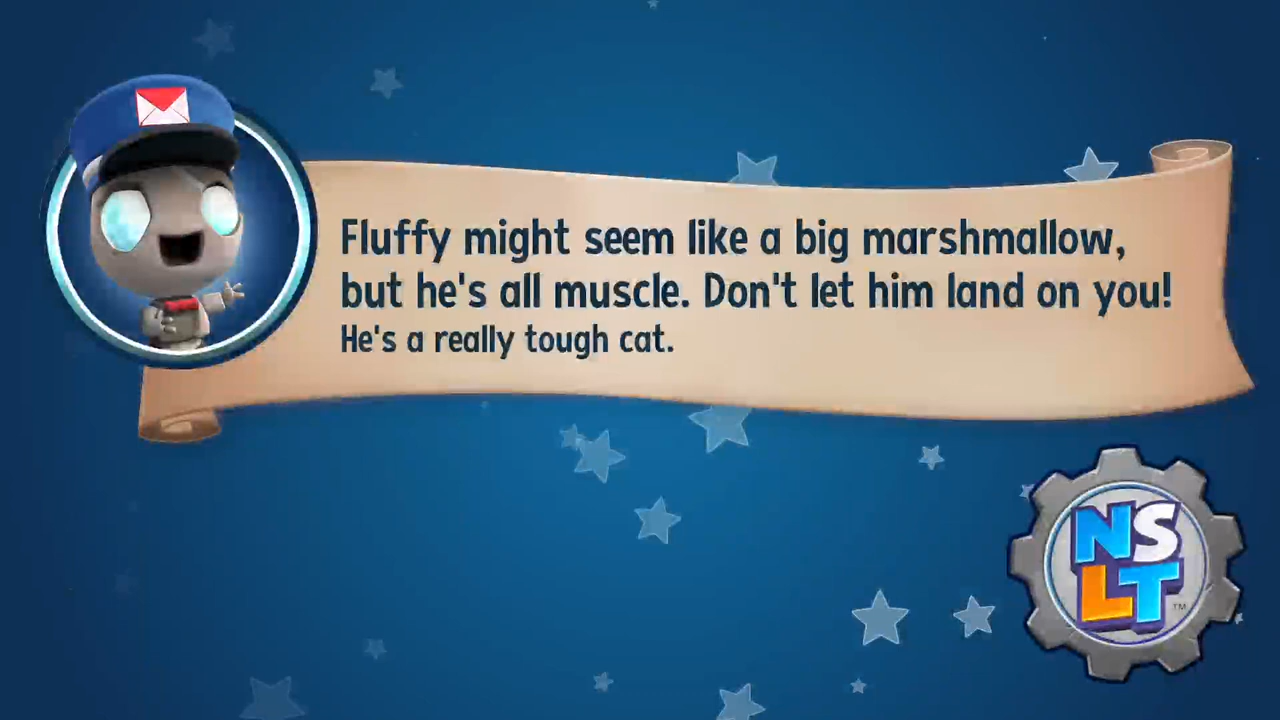 Fluffy might seem like a big marshmallow,
but he's all muscle. Don't let him land on you!
He's a really tough cat.
NS
LT™